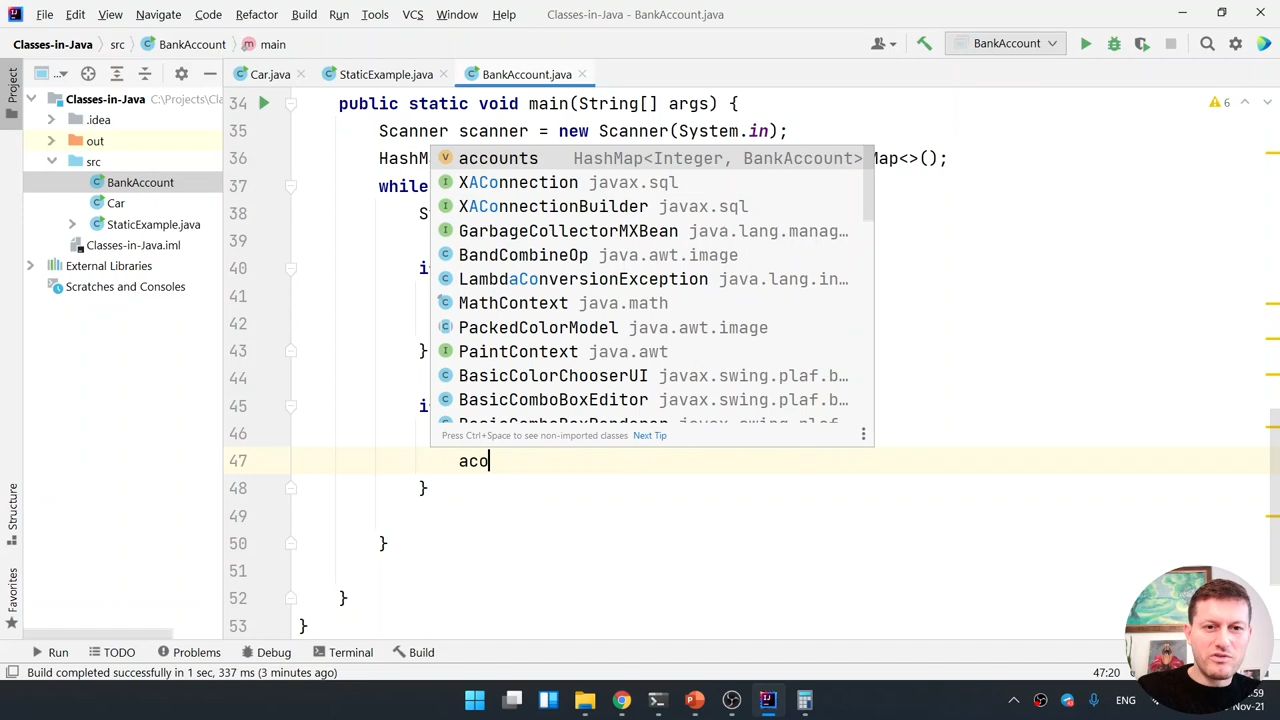 File Edit View Navigate Code Refactor Build Run Tools VCS Window Help Classes-in-Java - BankAccount.java
Classes-in-Java src BankAccount main BankAccount
Project
Car.java StaticExample.java BankAccount.java
Classes-in-Java C:\Projects\Cla
.idea
out
src
BankAccount
Car
StaticExample.java
Classes-in-Java.iml
External Libraries
Scratches and Consoles
6
34 public static void main(String[] args) {
35 Scanner scanner = new Scanner(System.in);
36 HashM Map<>();
37 while
38 S
39
40 i
41
42
43 }
44
45 i
46
47 aco
48 }
49
50 }
51
52 }
53 }
accounts HashMap<Integer, BankAccount>
XAConnection javax.sql
XAConnectionBuilder javax.sql
GarbageCollectorMXBean java.lang.manag…
BandCombineOp java.awt.image
LambdaConversionException java.lang.in…
MathContext java.math
PackedColorModel java.awt.image
PaintContext java.awt
BasicColorChooserUI javax.swing.plaf.b…
BasicComboBoxEditor javax.swing.plaf.b…
BasicComboBoxRenderer javax.swing.plaf.b…
Press Ctrl+Space to see non-imported classes Next Tip
Structure
Favorites
Run TODO Problems Debug Terminal Build
Build completed successfully in 1 sec, 337 ms (3 minutes ago) 47:20
ENG :59
-Nov-21